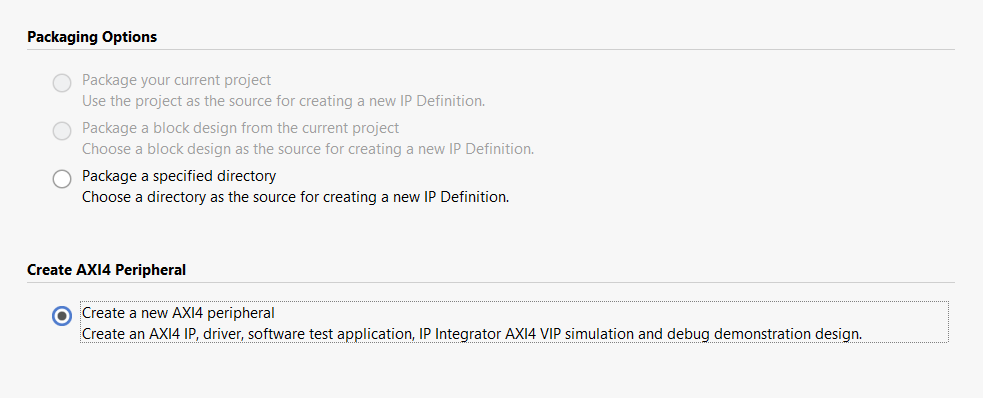 Packaging Options
Package your current project
Use the project as the source for creating a new IP Definition.
Package a block design from the current project
Choose a block design as the source for creating a new IP Definition.
Package a specified directory
Choose a directory as the source for creating a new IP Definition.
Create AXI4 Peripheral
Create a new AXI4 peripheral
Create an AXI4 IP, driver, software test application, IP Integrator AXI4 VIP simulation and debug demonstration design.